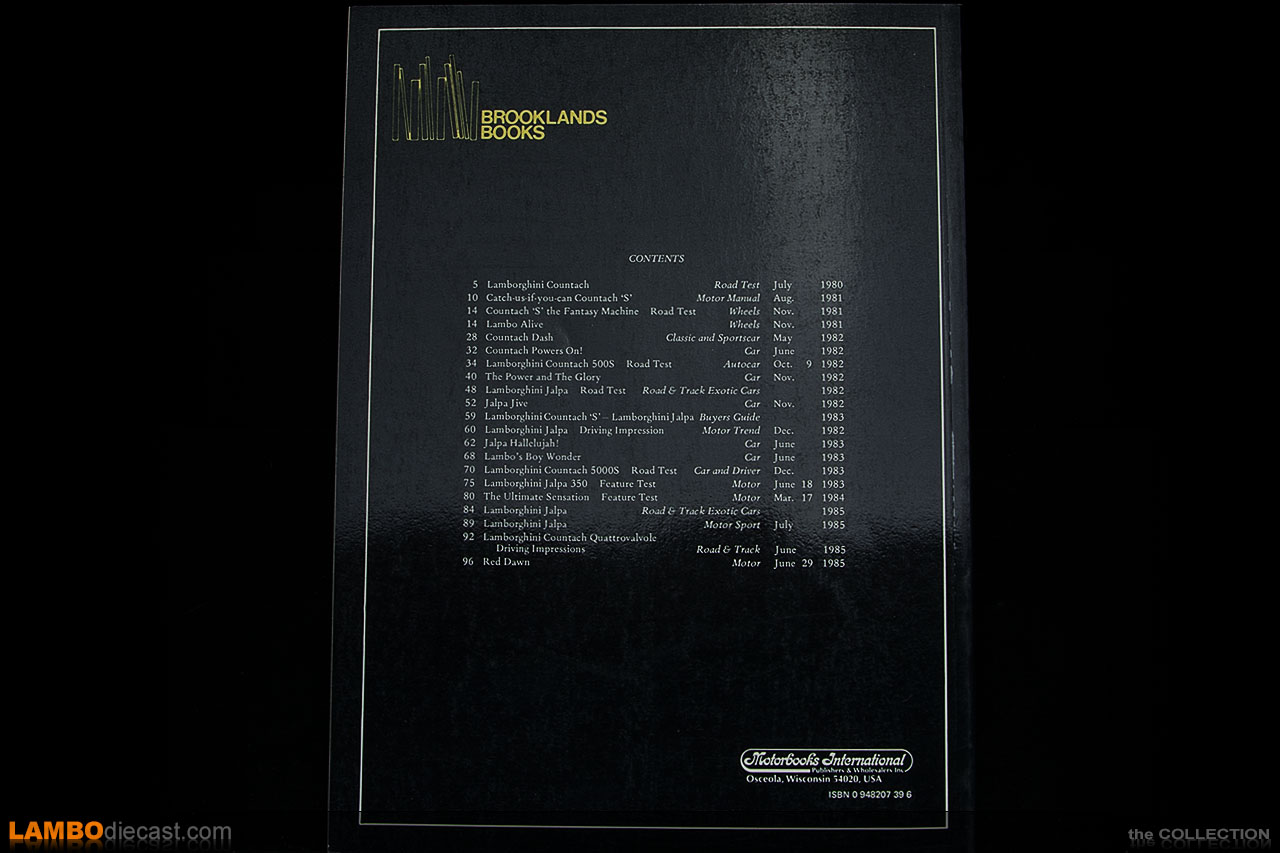 BROOKLANDS
BOOKS
CONTENTS
5 Lamborghini Countach Road Test July 1980
10 Catch-us-if-you-can Countach ‘S’ Motor Manual Aug. 1981
14 Countach ‘S’ the Fantasy Machine Road Test Wheels Nov. 1981
14 Lambo Alive Wheels Nov. 1981
28 Countach Dash Classic and Sportscar May 1982
32 Countach Powers On! Car June 1982
34 Lamborghini Countach 500S Road Test Autocar Oct. 9 1982
40 The Power and The Glory Car Nov. 1982
48 Lamborghini Jalpa Road Test Road & Track Exotic Cars 1982
52 Jalpa Jive Car Nov. 1982
59 Lamborghini Countach ‘S’ – Lamborghini Jalpa Buyers Guide 1983
60 Lamborghini Jalpa Driving Impression Motor Trend Dec. 1982
62 Jalpa Hallelujah! Car June 1983
68 Lambo's Boy Wonder Car June 1983
70 Lamborghini Countach 5000S Road Test Car and Driver Dec. 1983
75 Lamborghini Jalpa 350 Feature Test Motor June 18 1983
80 The Ultimate Sensation Feature Test Motor Mar. 17 1984
84 Lamborghini Jalpa Road & Track Exotic Cars 1985
89 Lamborghini Jalpa Motor Sport July 1985
92 Lamborghini Countach Quattrovalvole
Driving Impressions Road & Track June 1985
96 Red Dawn Motor June 29 1985
Motorbooks International
Publishers & Wholesalers Inc
Osceola, Wisconsin 54020, USA
ISBN 0 948207 39 6
LAMBOdiecast.com
the COLLECTION